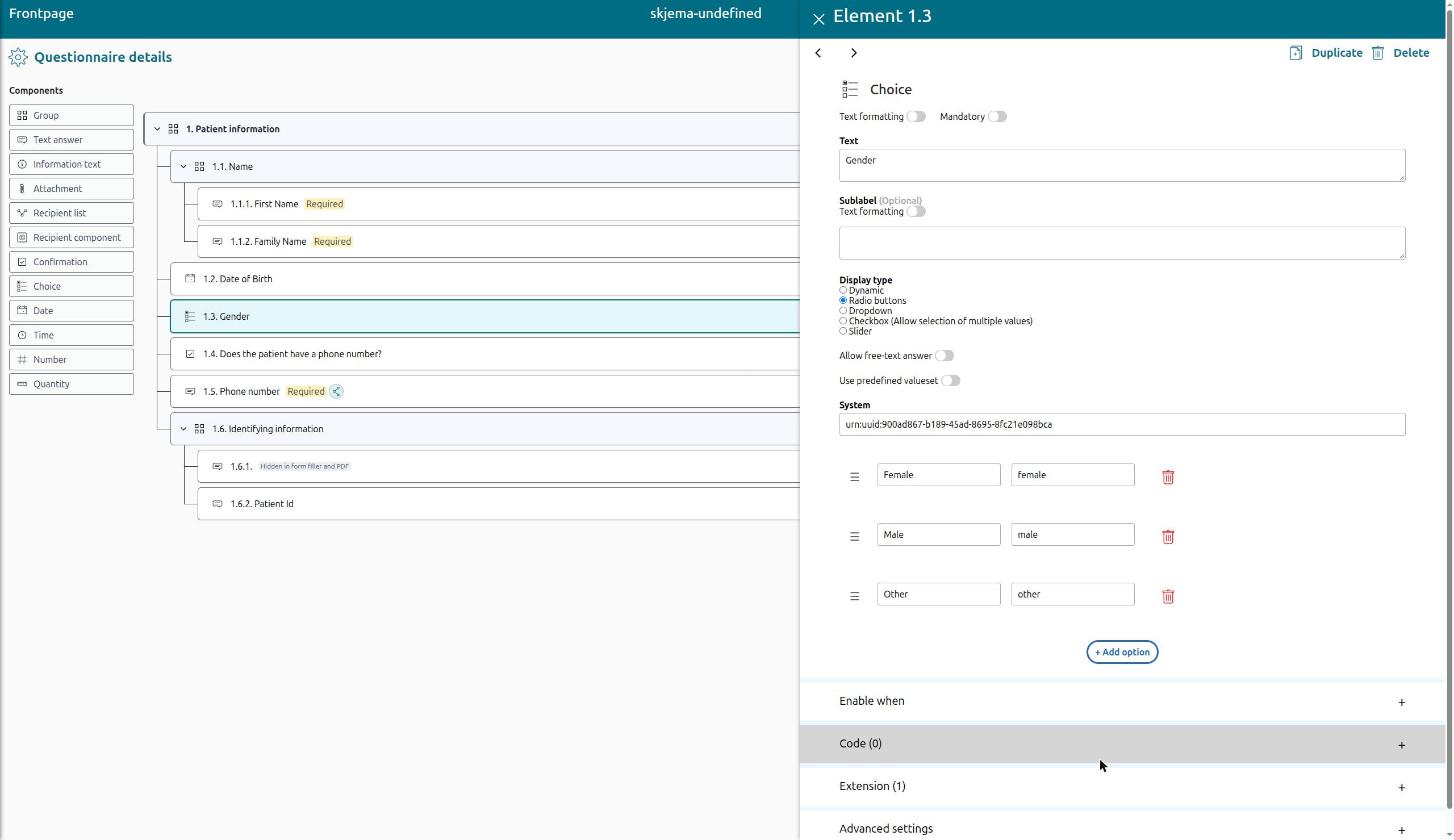 Frontpage
skjema-undefined
Element 1.3
Questionnaire details
Duplicate
Delete
Components
Group
Text answer
Information text
Attachment
Recipient list
Recipient component
Confirmation
Choice
Date
Time
Number
Quantity
1. Patient information
1.1. Name
1.1.1. First Name Required
1.1.2. Family Name Required
1.2. Date of Birth
1.3. Gender
1.4. Does the patient have a phone number?
1.5. Phone number Required
1.6. Identifying information
1.6.1. Hidden in form filler and PDF
1.6.2. Patient Id
Choice
Text formatting Mandatory
Text
Gender
Sublabel (Optional)
Text formatting
Display type
Dynamic
Radio buttons
Dropdown
Checkbox (Allow selection of multiple values)
Slider
Allow free-text answer
Use predefined valueset
System
urn:uuid:900ad867-b189-45ad-8695-8fc21e098bca
Female female
Male male
Other other
+ Add option
Enable when +
Code (0) +
Extension (1) +
Advanced settings +